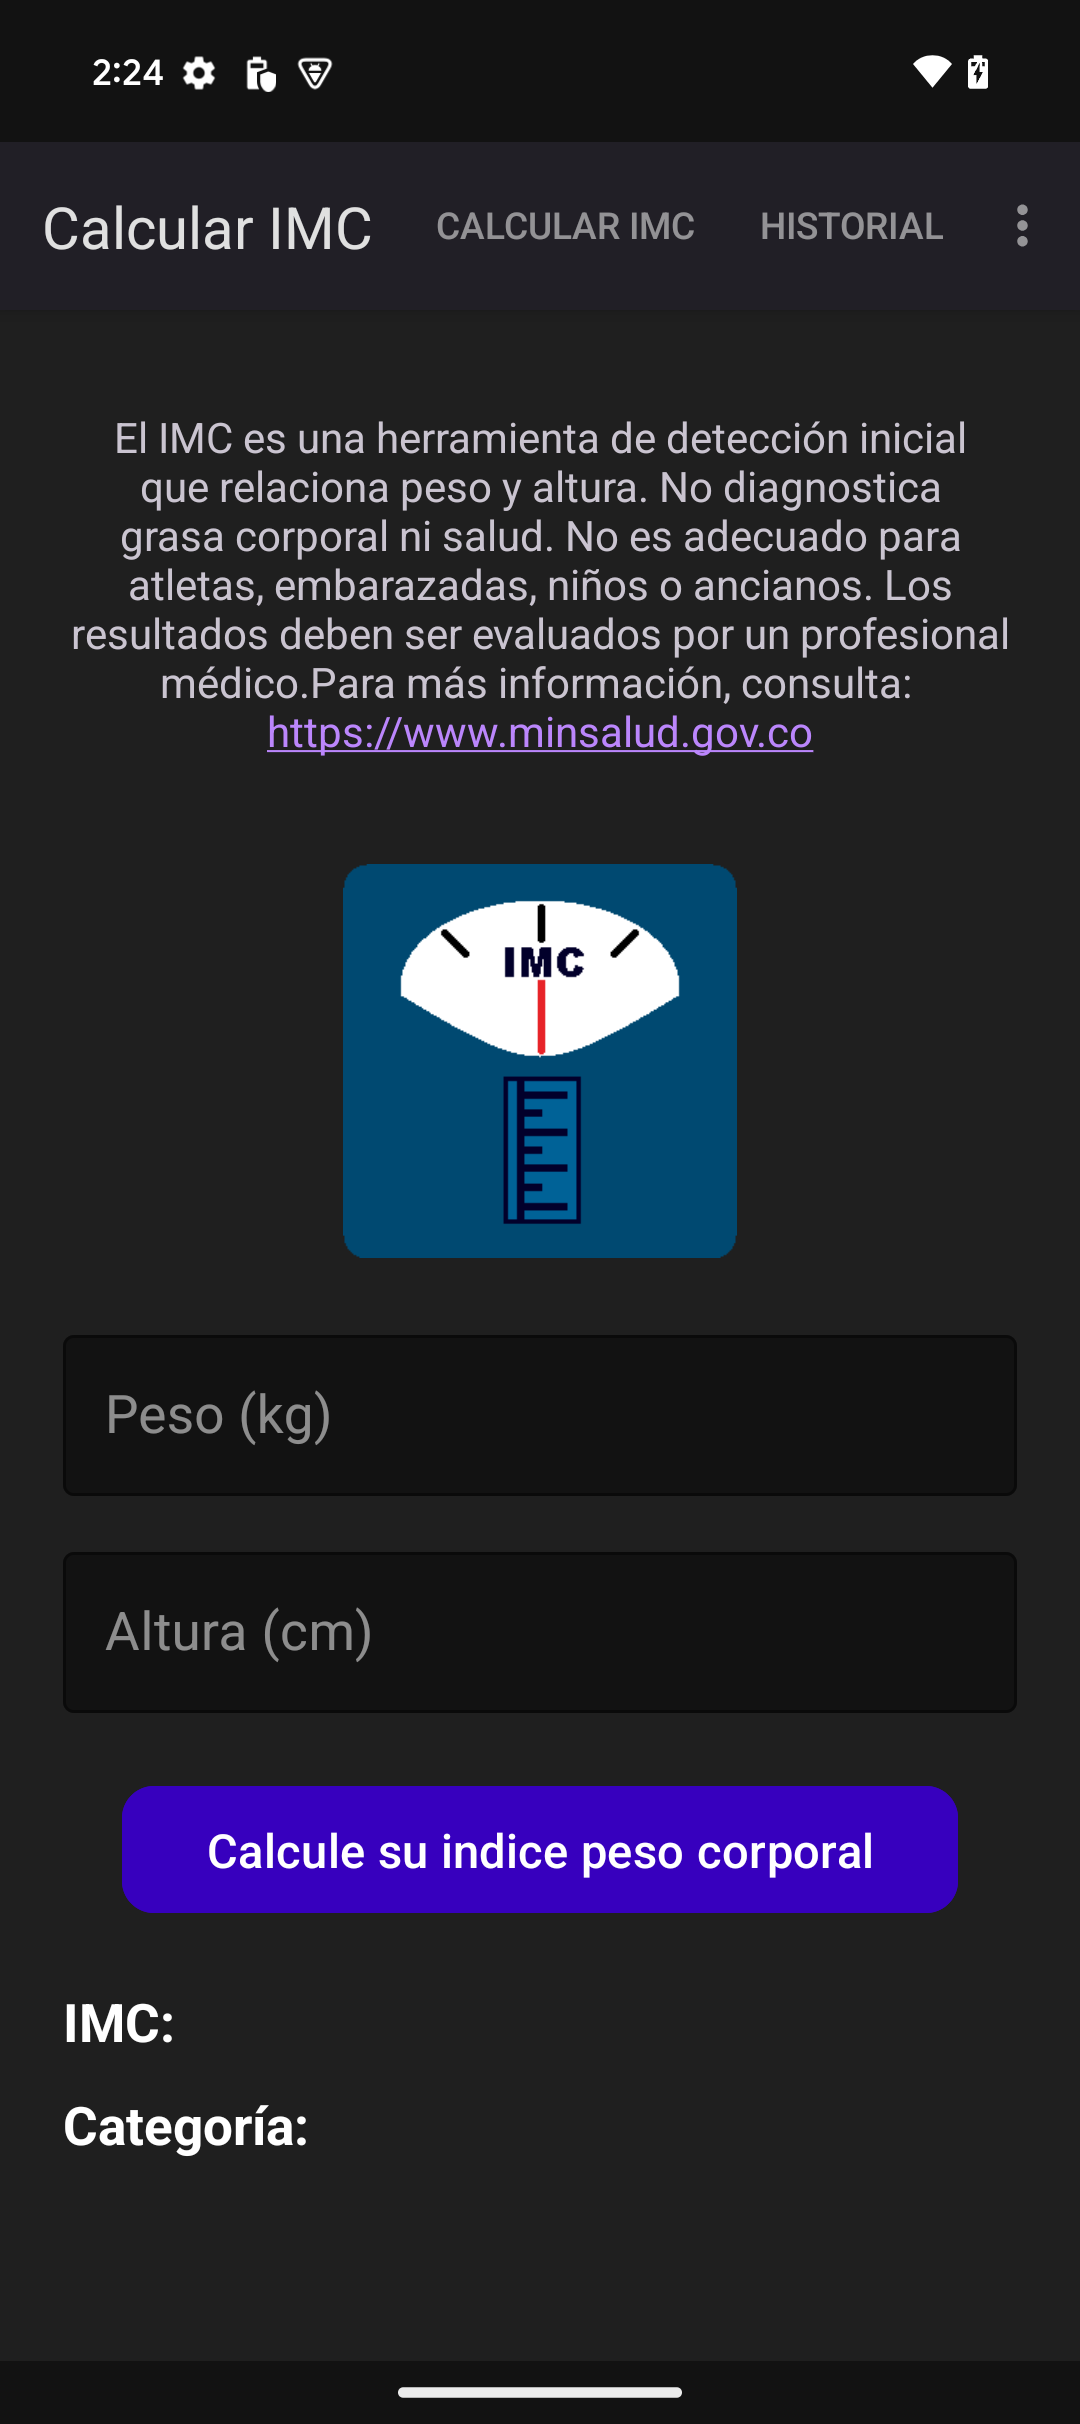 2:24
Calcular IMC
CALCULAR IMC
HISTORIAL
El IMC es una herramienta de detección inicial
que relaciona peso y altura. No diagnostica
grasa corporal ni salud. No es adecuado para
atletas, embarazadas, niños o ancianos. Los
resultados deben ser evaluados por un profesional
médico.Para más información, consulta:
https://www.minsalud.gov.co
IMC
Peso (kg)
Altura (cm)
Calcule su indice peso corporal
IMC:
Categoría: